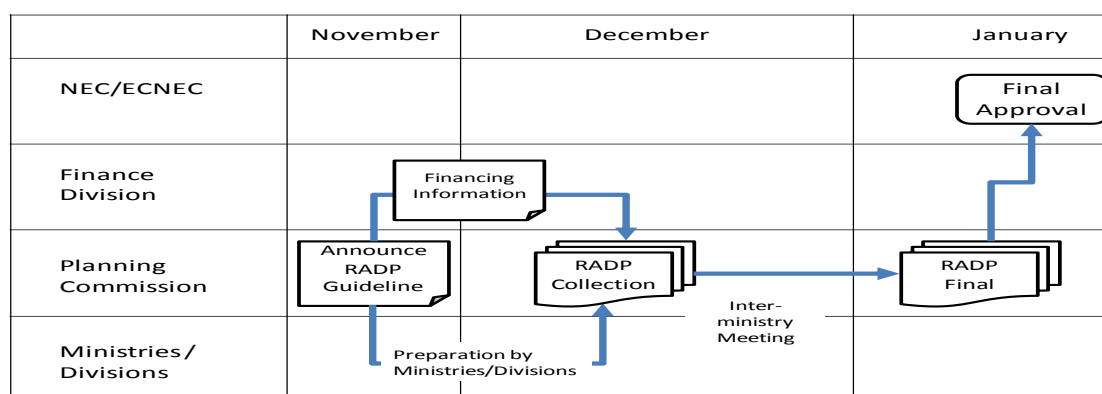 November
December
January
NEC/ECNEC
Final
Approval
Finance
Division
Financing
Information
Planning
Commission
Announce
RADP
Guideline
RADP
Collection
RADP
Final
Inter-
ministry
Meeting
Ministries/
Divisions
Preparation by
Ministries/Divisions